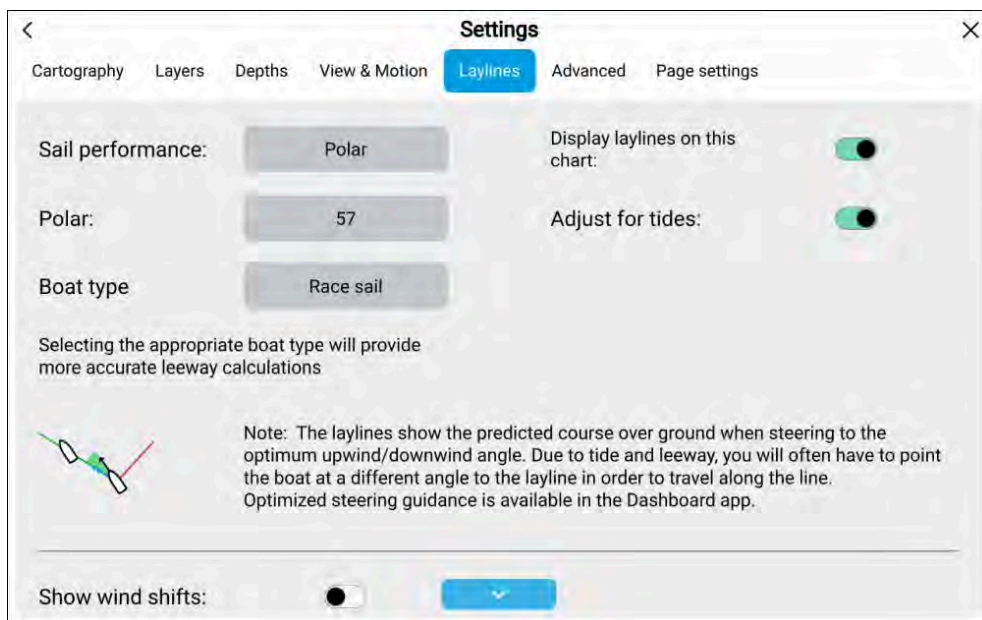 Settings
Cartography Layers Depths View & Motion Laylines Advanced Page settings
Sail performance: Polar
Display laylines on this
chart:
Polar: 57
Adjust for tides:
Boat type Race sail
Selecting the appropriate boat type will provide
more accurate leeway calculations
Note: The laylines show the predicted course over ground when steering to the
optimum upwind/downwind angle. Due to tide and leeway, you will often have to point
the boat at a different angle to the layline in order to travel along the line.
Optimized steering guidance is available in the Dashboard app.
Show wind shifts: